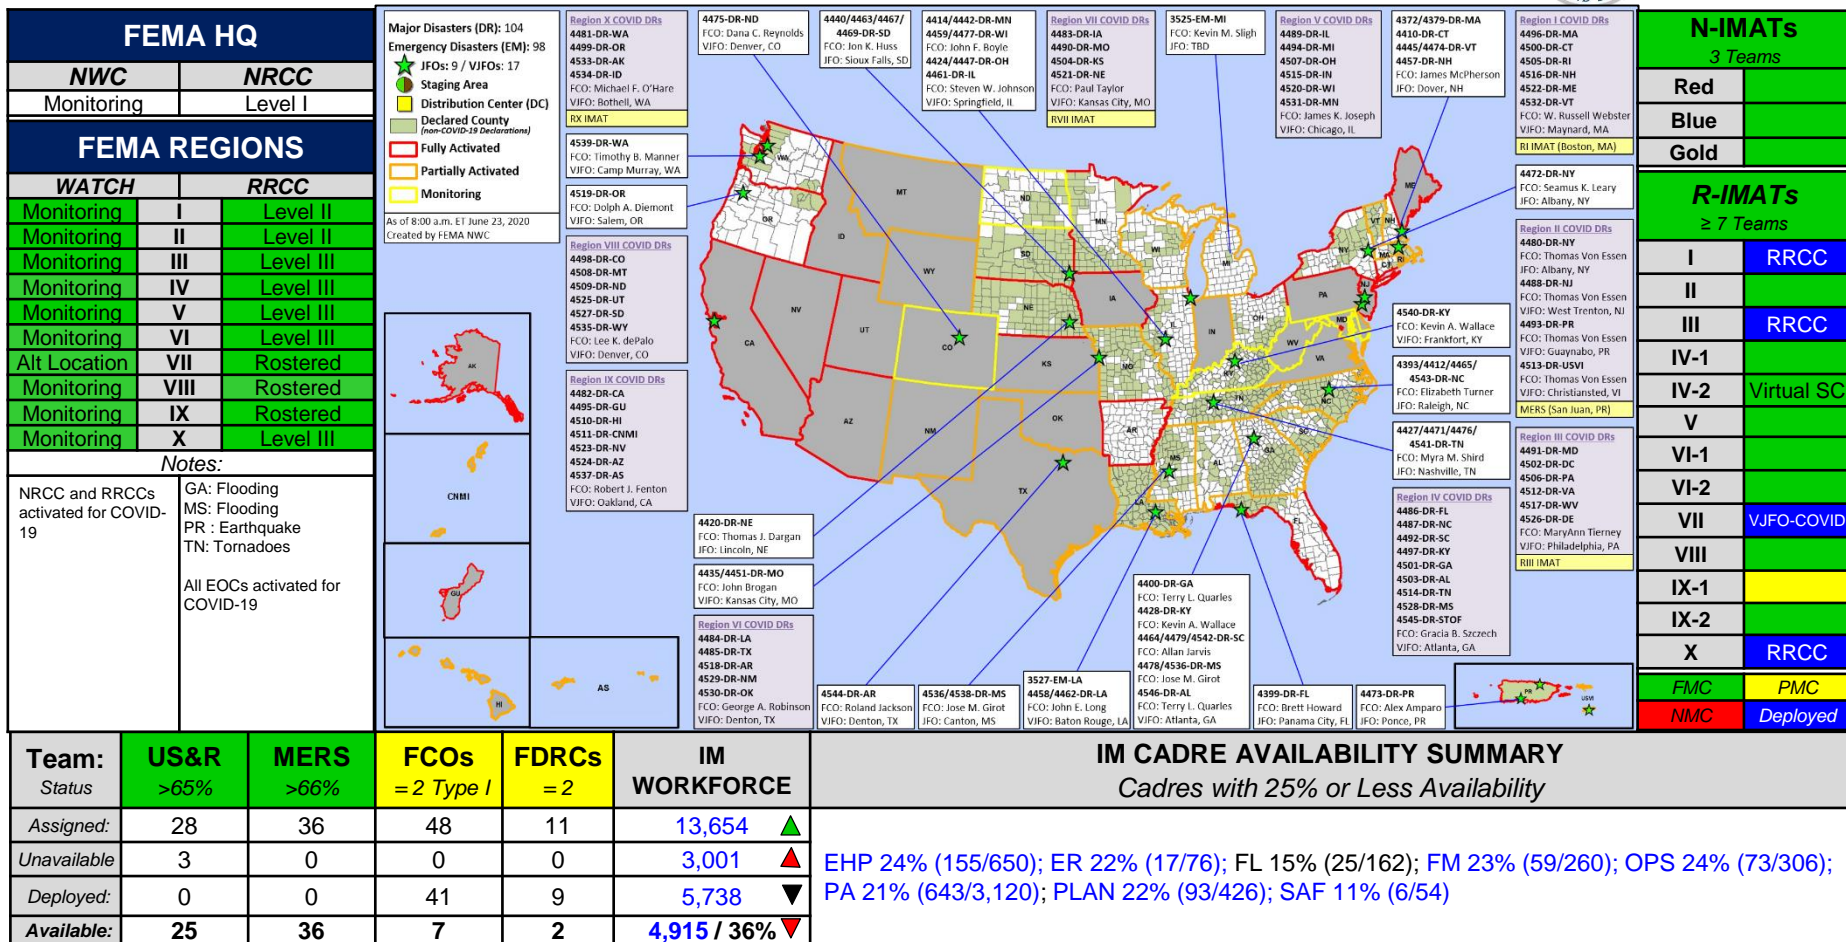 FEMA HQ
NWC NRCC
Monitoring Level I
FEMA REGIONS
WATCH RRCC
Monitoring I Level II
Monitoring II Level II
Monitoring III Level III
Monitoring IV Level III
Monitoring V Level III
Monitoring VI Level III
Alt Location VII Rostered
Monitoring VIII Rostered
Monitoring IX Rostered
Monitoring X Level III
Notes:
NRCC and RRCCs
activated for COVID-
19
GA: Flooding
MS: Flooding
PR : Earthquake
TN: Tornadoes
All EOCs activated for
COVID-19
Major Disasters (DR): 104
Emergency Disasters (EM): 98
JFOs: 9 / VJFOs: 17
Staging Area
Distribution Center (DC)
Declared County
(non-COVID-19 Declarations)
Fully Activated
Partially Activated
Monitoring
As of 8:00 a.m. ET June 23, 2020
Created by FEMA NWC
Region X COVID DRs
4481-DR-WA
4499-DR-OR
4533-DR-AK
4534-DR-ID
FCO: Michael F. O'Hare
VJFO: Bothell, WA
RX IMAT
4539-DR-WA
FCO: Timothy B. Manner
VJFO: Camp Murray, WA
4519-DR-OR
FCO: Dolph A. Diemont
VJFO: Salem, OR
Region VIII COVID DRs
4498-DR-CO
4508-DR-MT
4509-DR-ND
4525-DR-UT
4527-DR-SD
4535-DR-WY
FCO: Lee K. dePalo
VJFO: Denver, CO
Region IX COVID DRs
4482-DR-CA
4495-DR-GU
4510-DR-HI
4511-DR-CNMI
4523-DR-NV
4524-DR-AZ
4537-DR-AS
FCO: Robert J. Fenton
VJFO: Oakland, CA
4475-DR-ND
FCO: Dana C. Reynolds
VJFO: Denver, CO
4440/4463/4467/
4469-DR-SD
FCO: Jon K. Huss
JFO: Sioux Falls, SD
4414/4442-DR-MN
4459/4477-DR-WI
FCO: John F. Boyle
4424/4447-DR-OH
4461-DR-IL
FCO: Steven W. Johnson
VJFO: Springfield, IL
Region VII COVID DRs
4483-DR-IA
4490-DR-MO
4504-DR-KS
4521-DR-NE
FCO: Paul Taylor
VJFO: Kansas City, MO
RVII IMAT
3525-EM-MI
FCO: Kevin M. Sligh
JFO: TBD
Region V COVID DRs
4489-DR-IL
4494-DR-MI
4507-DR-OH
4515-DR-IN
4520-DR-WI
4531-DR-MN
FCO: James K. Joseph
VJFO: Chicago, IL
4372/4379-DR-MA
4410-DR-CT
4445/4474-DR-VT
4457-DR-NH
FCO: James McPherson
JFO: Dover, NH
Region I COVID DRs
4496-DR-MA
4500-DR-CT
4505-DR-RI
4516-DR-NH
4522-DR-ME
4532-DR-VT
FCO: W. Russell Webster
VJFO: Maynard, MA
RI IMAT (Boston, MA)
4472-DR-NY
FCO: Seamus K. Leary
JFO: Albany, NY
Region II COVID DRs
4480-DR-NY
FCO: Thomas Von Essen
JFO: Albany, NY
4488-DR-NJ
FCO: Thomas Von Essen
VJFO: West Trenton, NJ
4493-DR-PR
FCO: Thomas Von Essen
VJFO: Guaynabo, PR
4513-DR-USVI
FCO: Thomas Von Essen
VJFO: Christiansted, VI
MERS (San Juan, PR)
4540-DR-KY
FCO: Kevin A. Wallace
VJFO: Frankfort, KY
4393/4412/4465/
4543-DR-NC
FCO: Elizabeth Turner
JFO: Raleigh, NC
4427/4471/4476/
4541-DR-TN
FCO: Myra M. Shird
JFO: Nashville, TN
Region III COVID DRs
4491-DR-MD
4502-DR-DC
4506-DR-PA
4512-DR-VA
4517-DR-WV
4526-DR-DE
FCO: MaryAnn Tierney
VJFO: Philadelphia, PA
RIII IMAT
Region IV COVID DRs
4486-DR-FL
4487-DR-NC
4492-DR-SC
4497-DR-KY
4501-DR-GA
4503-DR-AL
4514-DR-TN
4528-DR-MS
4545-DR-STOF
FCO: Gracia B. Szczech
VJFO: Atlanta, GA
4420-DR-NE
FCO: Thomas J. Dargan
JFO: Lincoln, NE
4435/4451-DR-MO
FCO: John Brogan
VJFO: Kansas City, MO
Region VI COVID DRs
4484-DR-LA
4485-DR-TX
4518-DR-AR
4529-DR-NM
4530-DR-OK
FCO: George A. Robinson
VJFO: Denton, TX
4544-DR-AR
FCO: Roland Jackson
VJFO: Denton, TX
4536/4538-DR-MS
FCO: Jose M. Girot
JFO: Canton, MS
3527-EM-LA
4458/4462-DR-LA
FCO: John E. Long
VJFO: Baton Rouge, LA
4400-DR-GA
FCO: Terry L. Quarles
4428-DR-KY
FCO: Kevin A. Wallace
4464/4479/4542-DR-SC
FCO: Allan Jarvis
4478/4536-DR-MS
FCO: Jose M. Girot
4546-DR-AL
FCO: Terry L. Quarles
VJFO: Atlanta, GA
4399-DR-FL
FCO: Brett Howard
JFO: Panama City, FL
4473-DR-PR
FCO: Alex Amparo
JFO: Ponce, PR
WA
OR
CA
NV
ID
MT
WY
UT
AZ
CO
NM
ND
SD
NE
KS
OK
TX
MN
IA
MO
AR
LA
WI
IL
MI
IN
OH
KY
TN
MS
AL
GA
FL
SC
NC
VA
WV
MD
PA
NJ
NY
CT
RI
MA
VT
NH
ME
AK
CNMI
GU
HI
AS
PR
USVI
N-IMATs
3 Teams
Red
Blue
Gold
R-IMATs
≥ 7 Teams
I RRCC
II
III RRCC
IV-1
IV-2 Virtual SC
V
VI-1
VI-2
VII VJFO-COVID
VIII
IX-1
IX-2
X RRCC
FMC PMC
NMC Deployed
Team: US&R MERS FCOs FDRCs IM
Status >65% >66% = 2 Type I = 2 WORKFORCE
Assigned: 28 36 48 11 13,654
Unavailable 3 0 0 0 3,001
Deployed: 0 0 41 9 5,738
Available: 25 36 7 2 4,915 / 36%
IM CADRE AVAILABILITY SUMMARY
Cadres with 25% or Less Availability
EHP 24% (155/650); ER 22% (17/76); FL 15% (25/162); FM 23% (59/260); OPS 24% (73/306);
PA 21% (643/3,120); PLAN 22% (93/426); SAF 11% (6/54)